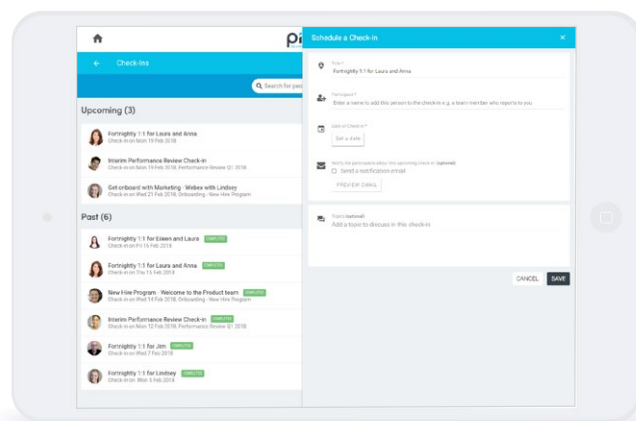 pi
Check-Ins
Search for peo
Upcoming (3)
Fortnightly 1:1 for Laura and Anna
Check-in on Mon 19 Feb 2018
Interim Performance Review Check-in
Check-in on Mon 19 Feb 2018, Performance Review Q1 2018
Get onboard with Marketing - Webex with Lindsey
Check-in on Wed 21 Feb 2018, Onboarding - New Hire Program
Past (6)
Fortnightly 1:1 for Eileen and Laura COMPLETED
Check-in on Fri 16 Feb 2018
Fortnightly 1:1 for Laura and Anna COMPLETED
Check-in on Thu 15 Feb 2018
New Hire Program - Welcome to the Product team COMPLETED
Check-in on Wed 14 Feb 2018, Onboarding - New Hire Program
Interim Performance Review Check-in COMPLETED
Check-in on Mon 12 Feb 2018, Performance Review Q1 2018
Fortnightly 1:1 for Jim COMPLETED
Check-in on Wed 7 Feb 2018
Fortnightly 1:1 for Lindsey COMPLETED
Check-in on Mon 5 Feb 2018
Schedule a Check-in
Title *
Fortnightly 1:1 for Laura and Anna
Participant *
Enter a name to add this person to the check-in e.g. a team member who reports to you
Date of Check-in *
Set a date
Notify the participants about this upcoming check-in (optional)
Send a notification email
PREVIEW EMAIL
Topics (optional)
Add a topic to discuss in this check-in
CANCEL SAVE